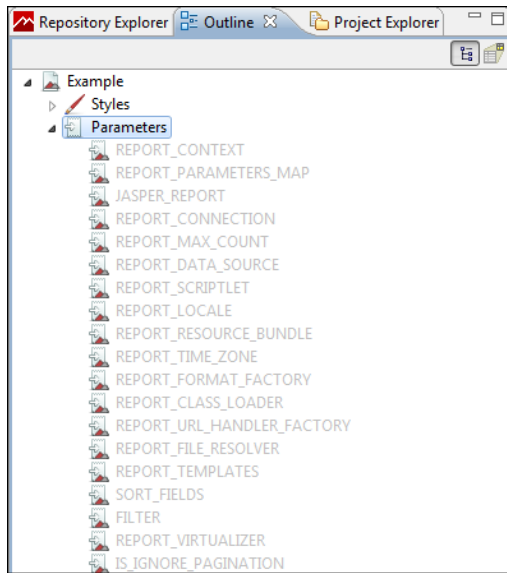 Repository Explorer Outline Project Explorer
Example
Styles
Parameters
REPORT_CONTEXT
REPORT_PARAMETERS_MAP
JASPER_REPORT
REPORT_CONNECTION
REPORT_MAX_COUNT
REPORT_DATA_SOURCE
REPORT_SCRIPTLET
REPORT_LOCALE
REPORT_RESOURCE_BUNDLE
REPORT_TIME_ZONE
REPORT_FORMAT_FACTORY
REPORT_CLASS_LOADER
REPORT_URL_HANDLER_FACTORY
REPORT_FILE_RESOLVER
REPORT_TEMPLATES
SORT_FIELDS
FILTER
REPORT_VIRTUALIZER
IS_IGNORE_PAGINATION